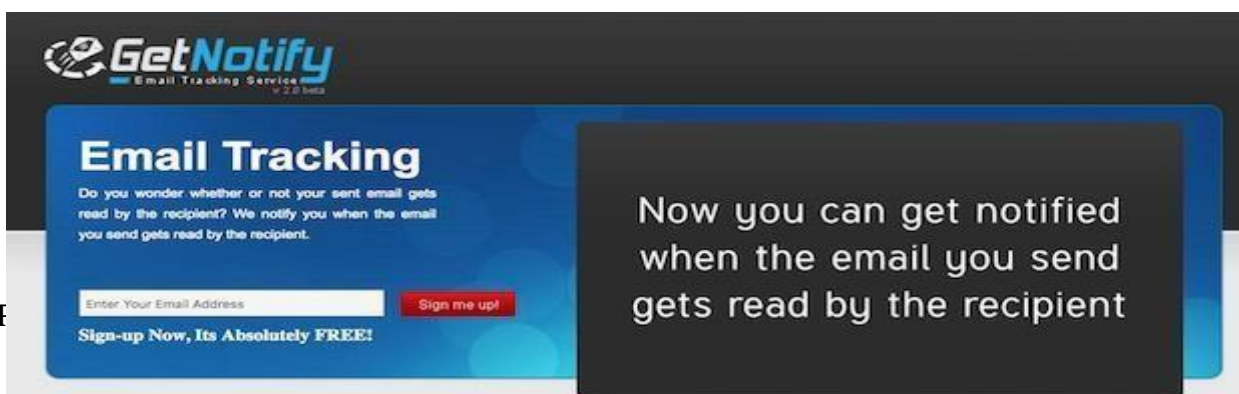 GetNotify
Email Tracking Service
v 2.0 beta
Email Tracking
Do you wonder whether or not your sent email gets
read by the recipient? We notify you when the email
you send gets read by the recipient.
Enter Your Email Address
Sign me up!
Sign-up Now, Its Absolutely FREE!
Now you can get notified
when the email you send
gets read by the recipient